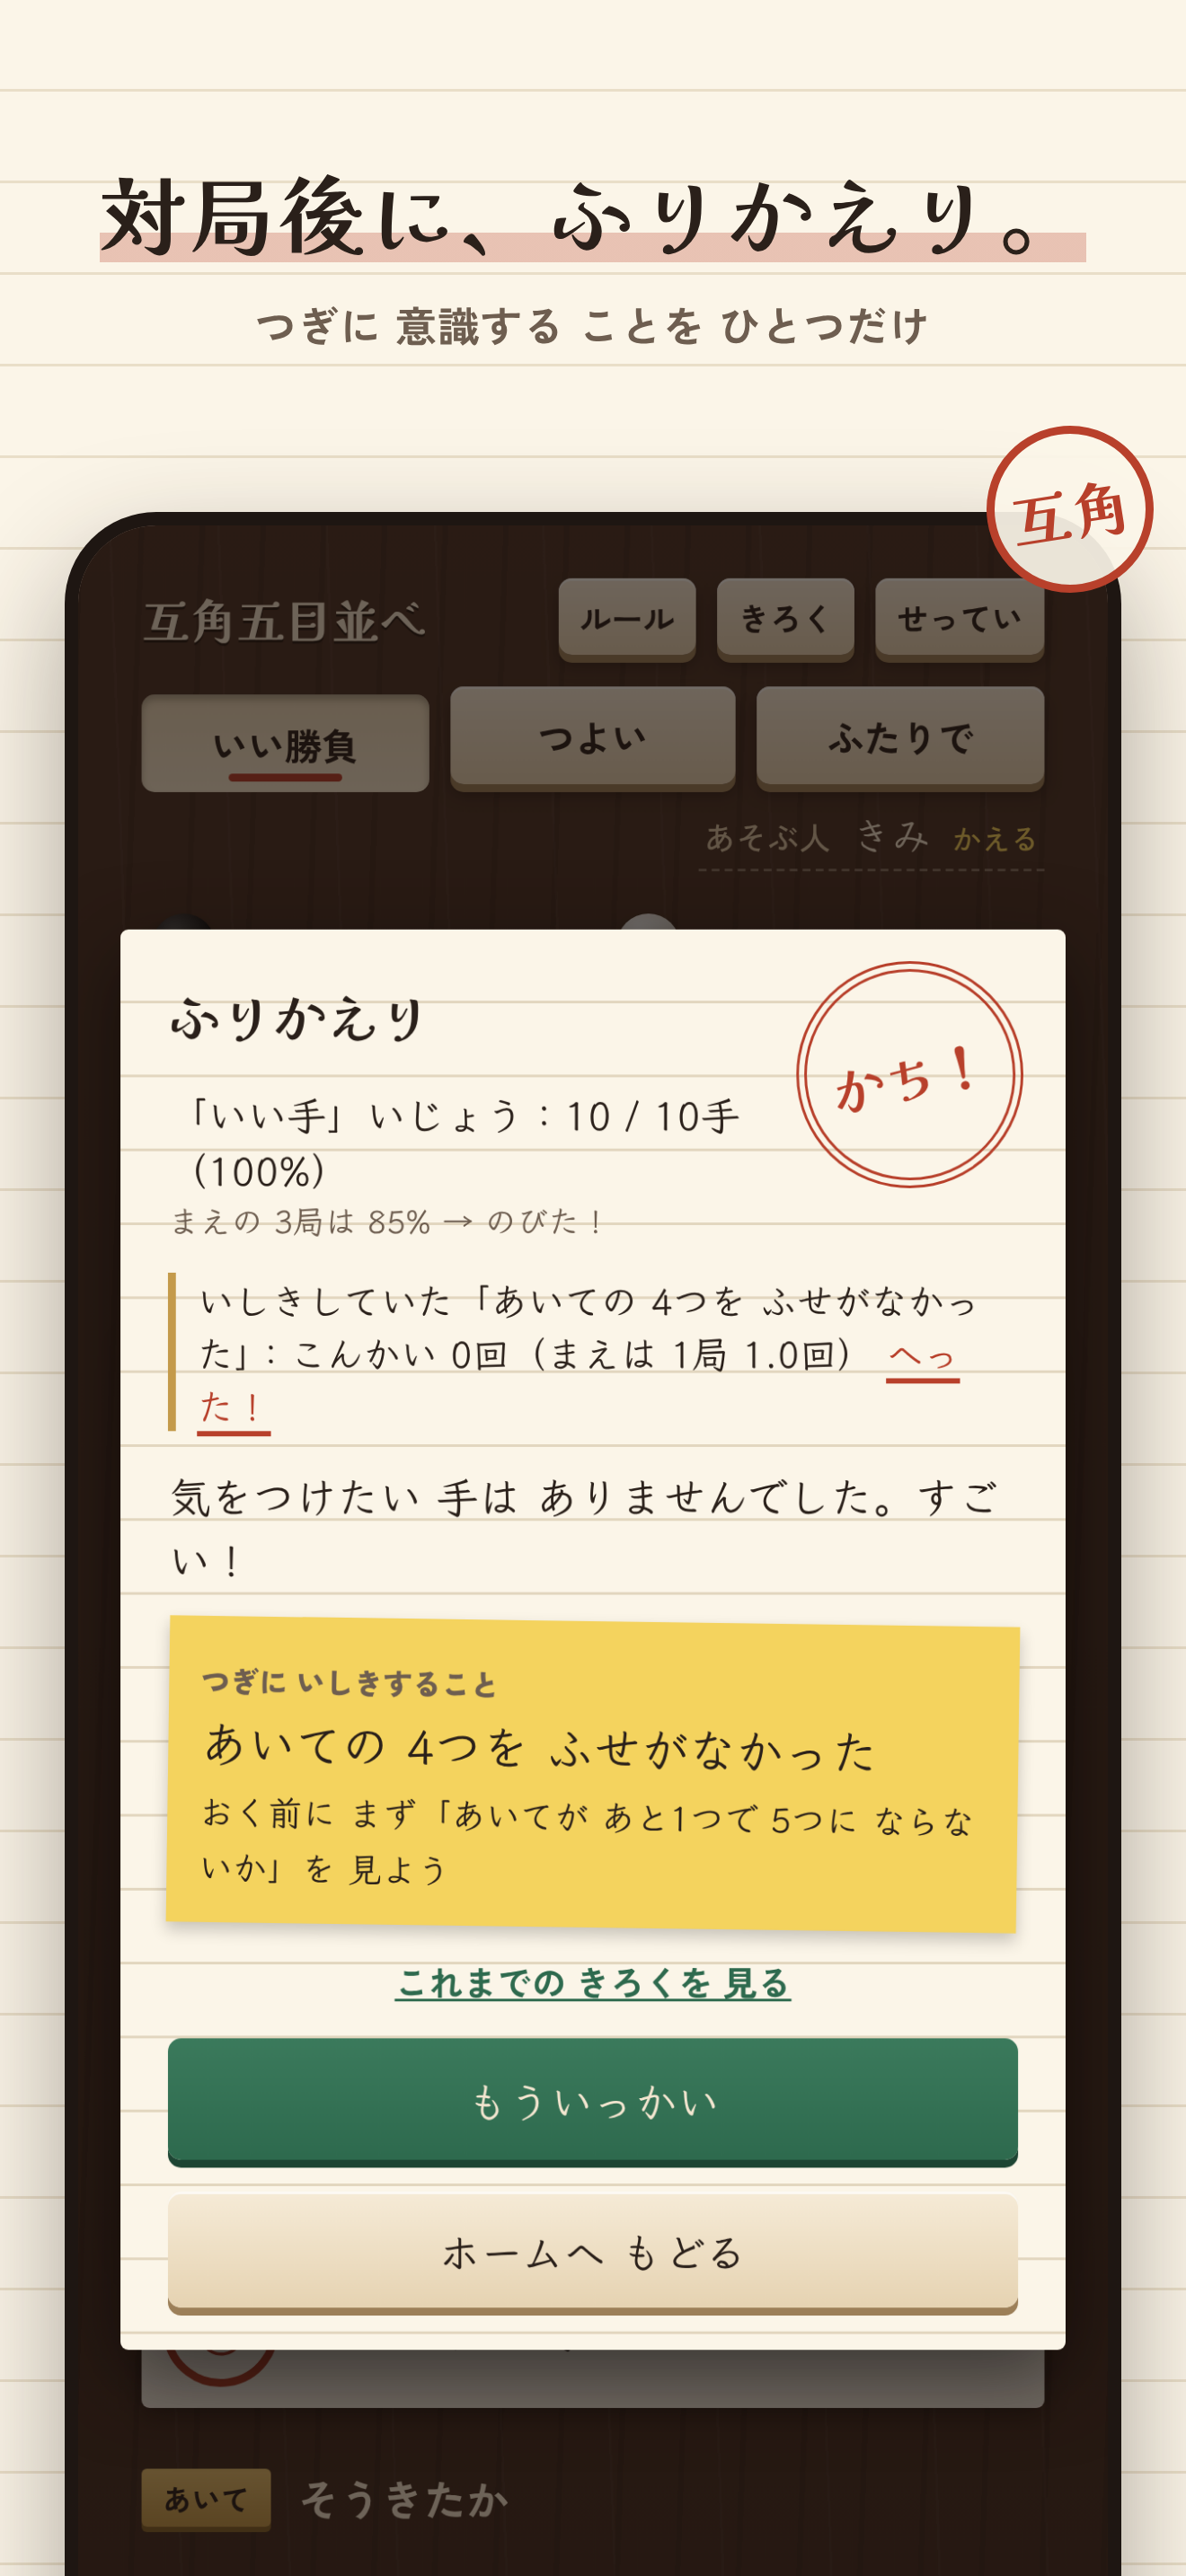 対局後に、ふりかえり。
つぎに 意識する ことを ひとつだけ
互角
互角五目並べ
ルール
きろく
せってい
いい勝負
つよい
ふたりで
あそぶ人 きみ かえる
ふりかえり
かち！
「いい手」いじょう：10 / 10手
(100%)
まえの 3局は 85% → のびた！
いしきしていた「あいての 4つを ふせがなかっ
た」：こんかい 0回（まえは 1局 1.0回） へっ
た！
気をつけたい 手は ありませんでした。すご
い！
つぎに いしきすること
あいての 4つを ふせがなかった
おく前に まず「あいてが あと1つで 5つに ならな
いか」を 見よう
これまでの きろくを 見る
もういっかい
ホームへ もどる
あいて
そうきたか